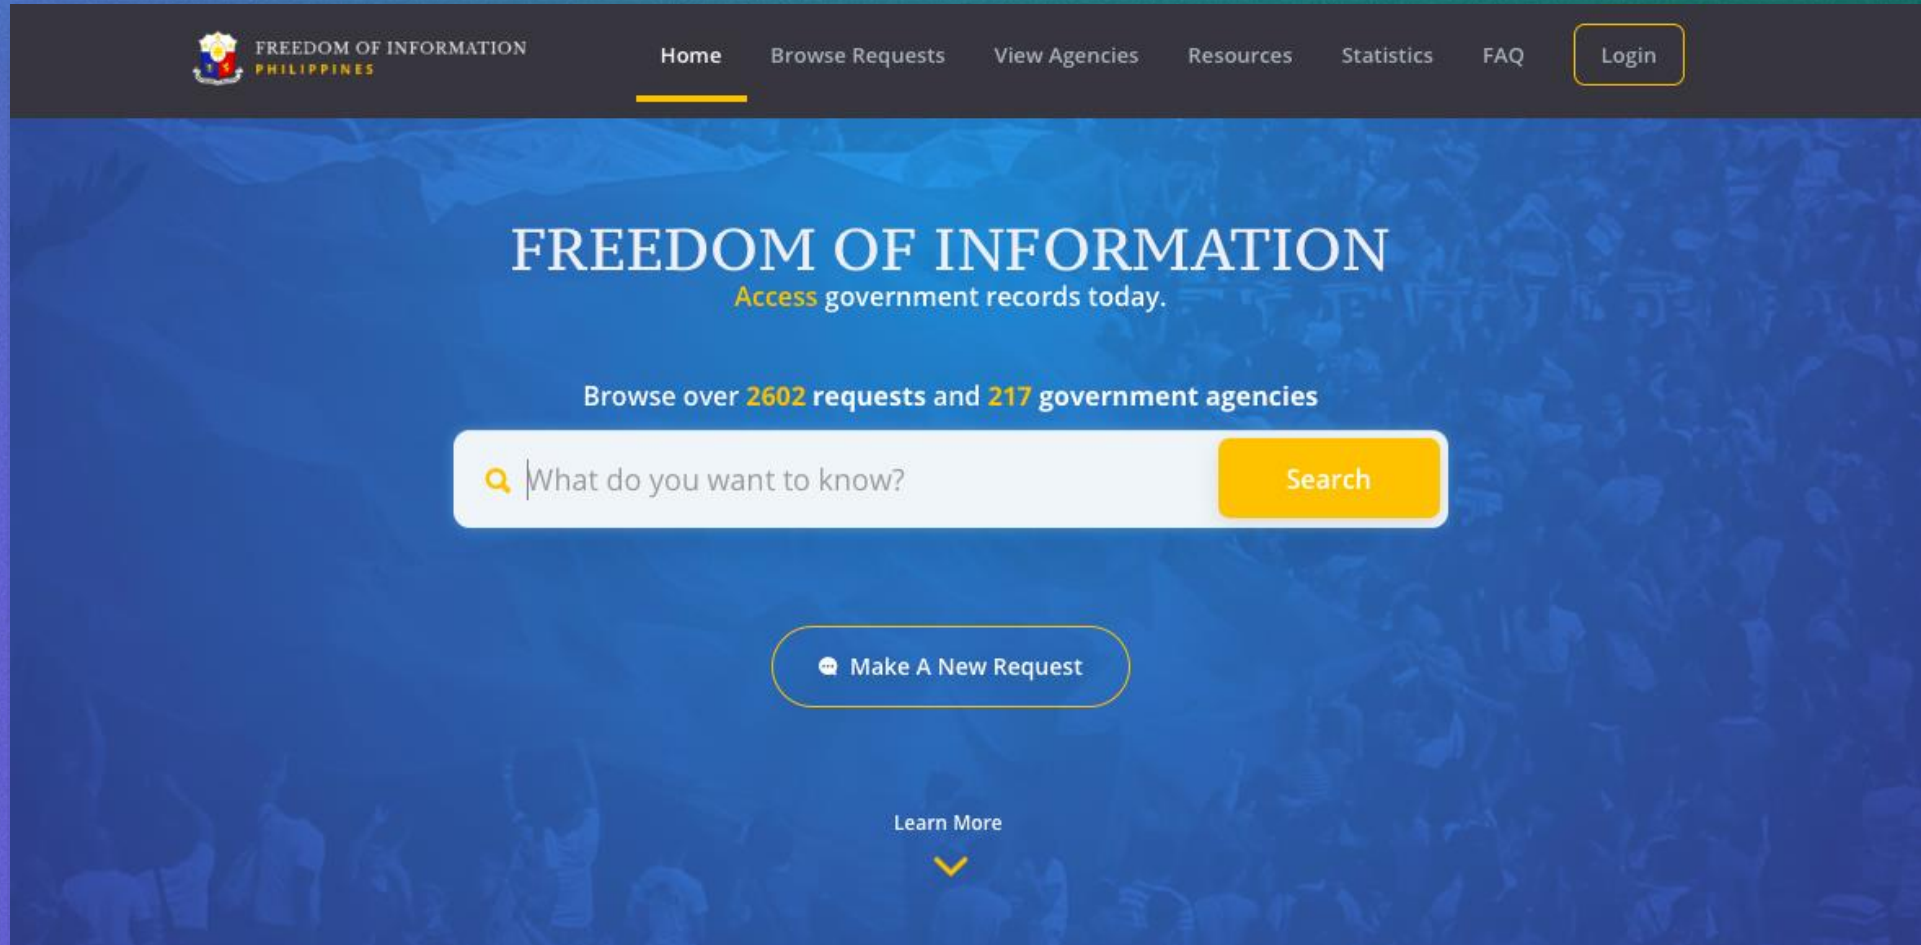 FREEDOM OF INFORMATION
PHILIPPINES
Home
Browse Requests
View Agencies
Resources
Statistics
FAQ
Login
FREEDOM OF INFORMATION
Access government records today.
Browse over 2602 requests and 217 government agencies
What do you want to know?
Search
Make A New Request
Learn More